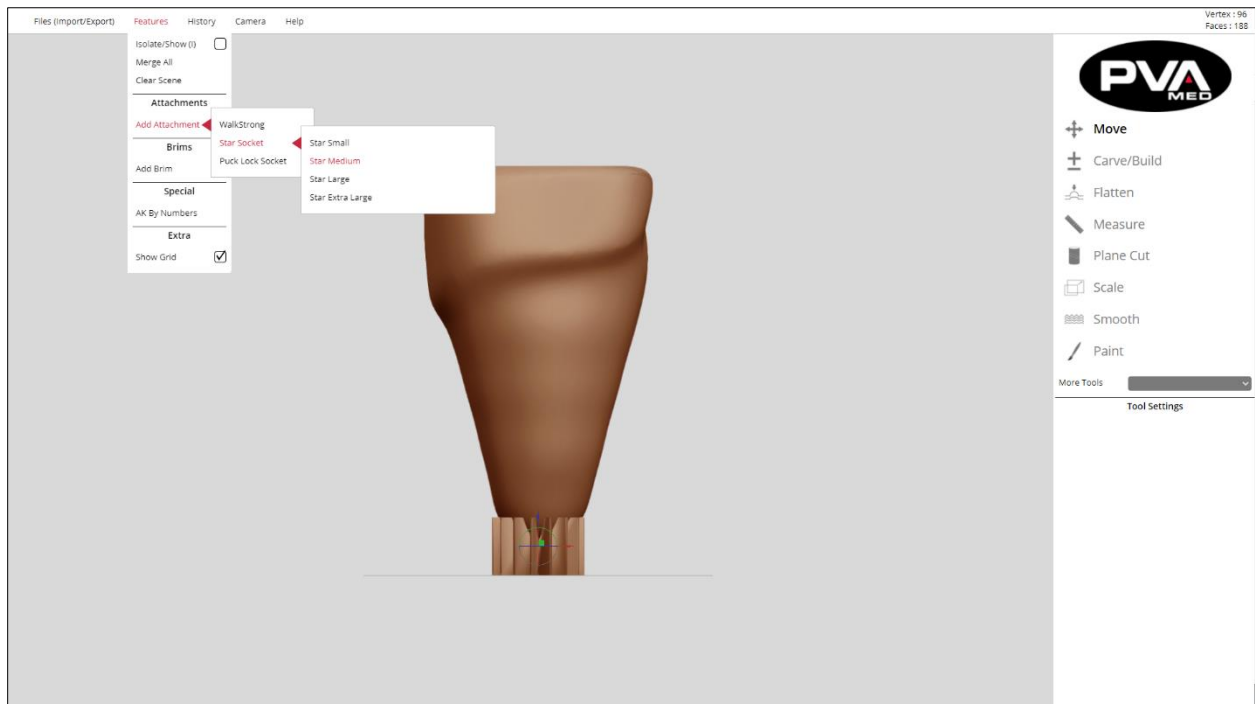 Files (Import/Export) Features History Camera Help
Vertex : 96
Faces : 188
Isolate/Show (I)
Merge All
Clear Scene
Attachments
Add Attachment
WalkStrong
Star Socket
Puck Lock Socket
Star Small
Star Medium
Star Large
Star Extra Large
Brims
Add Brim
Special
AK By Numbers
Extra
Show Grid
PVA
MED
Move
Carve/Build
Flatten
Measure
Plane Cut
Scale
Smooth
Paint
More Tools
Tool Settings